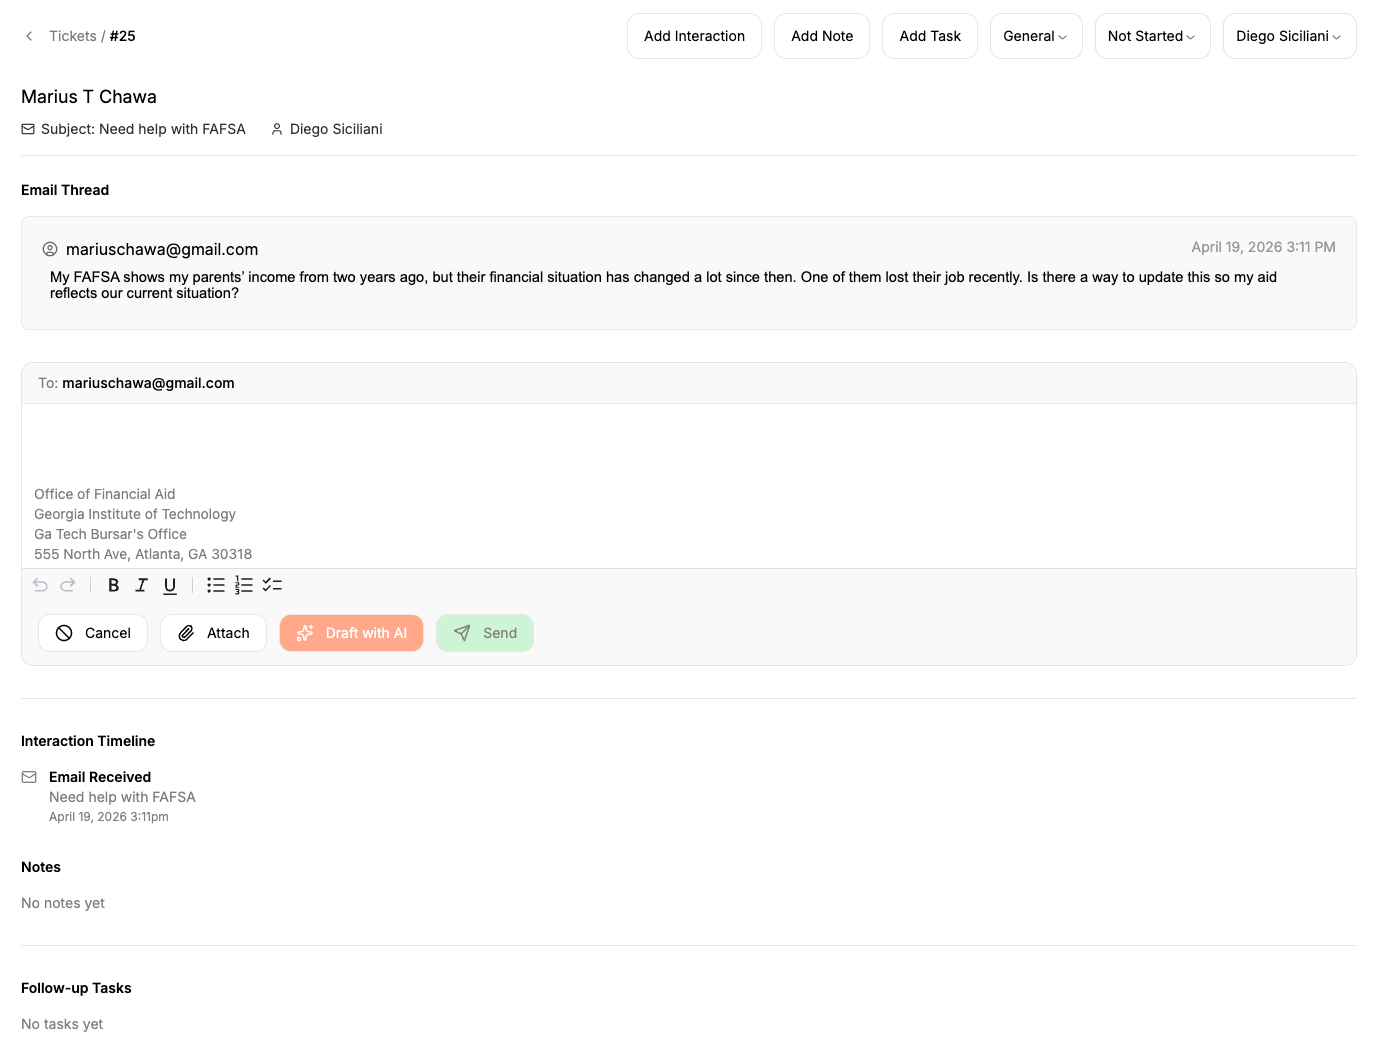 Tickets / #25
Add Interaction
Add Note
Add Task
General
Not Started
Diego Siciliani
Marius T Chawa
Subject: Need help with FAFSA
Diego Siciliani
Email Thread
mariuschawa@gmail.com
April 19, 2026 3:11 PM
My FAFSA shows my parents’ income from two years ago, but their financial situation has changed a lot since then. One of them lost their job recently. Is there a way to update this so my aid
reflects our current situation?
To: mariuschawa@gmail.com
Office of Financial Aid
Georgia Institute of Technology
Ga Tech Bursar's Office
555 North Ave, Atlanta, GA 30318
B I U
Cancel
Attach
Draft with AI
Send
Interaction Timeline
Email Received
Need help with FAFSA
April 19, 2026 3:11pm
Notes
No notes yet
Follow-up Tasks
No tasks yet